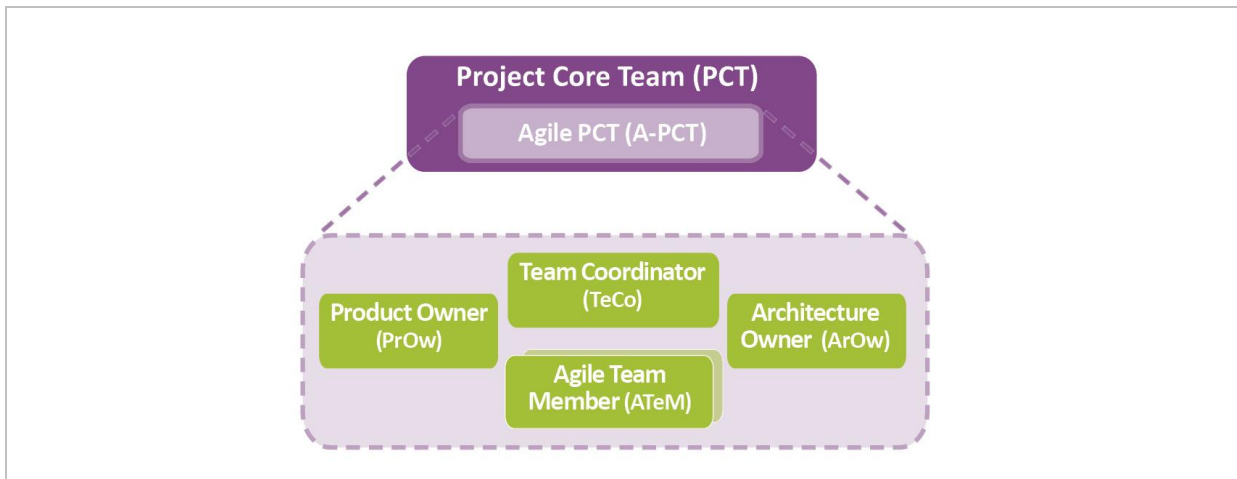 Project Core Team (PCT)
Agile PCT (A-PCT)
Team Coordinator
(TeCo)
Product Owner
(PrOw)
Architecture
Owner (ArOw)
Agile Team
Member (ATeM)